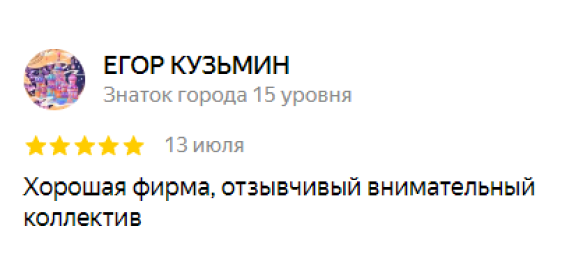 ЕГОР КУЗЬМИН
Знаток города 15 уровня
13 июля
Хорошая фирма, отзывчивый внимательный
коллектив